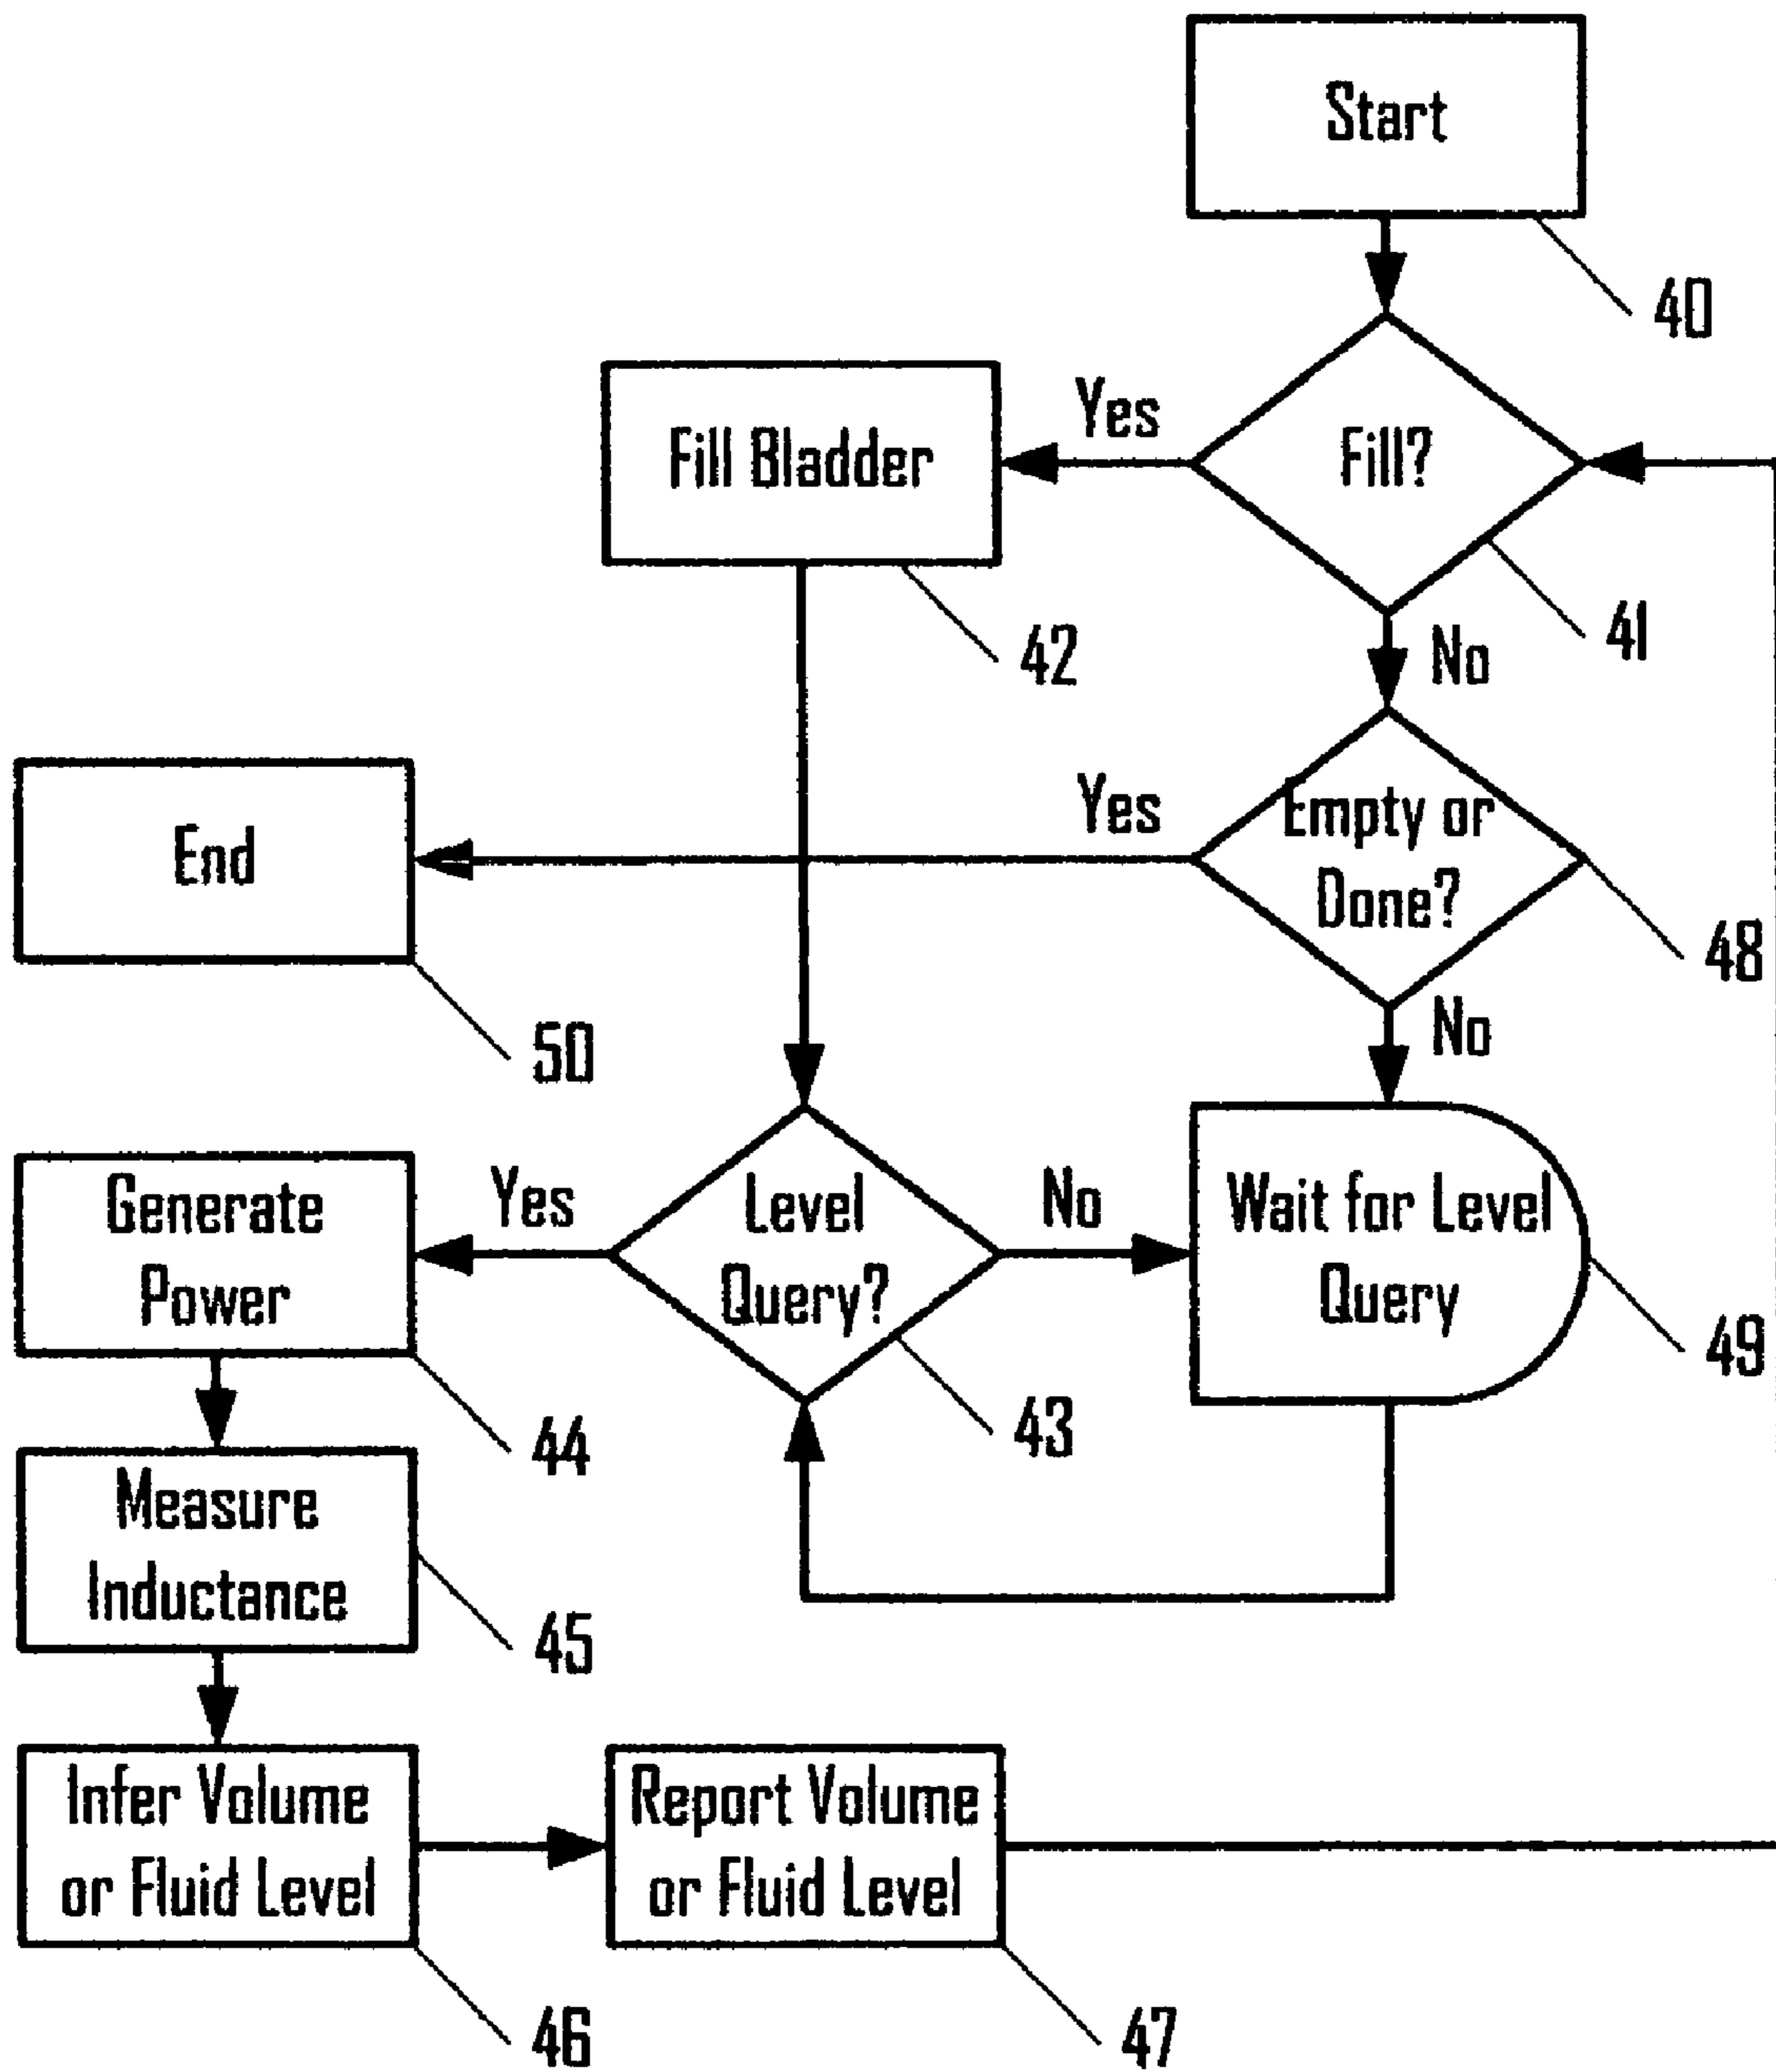 Start
40
Fill Bladder
Yes
Fill?
42
No
41
End
Yes
Empty or
Done?
48
50
No
Generate
Power
Yes
Level
Query?
No
Wait for Level
Query
49
44
43
Measure
Inductance
45
Infer Volume
or Fluid Level
Report Volume
or Fluid Level
46
47